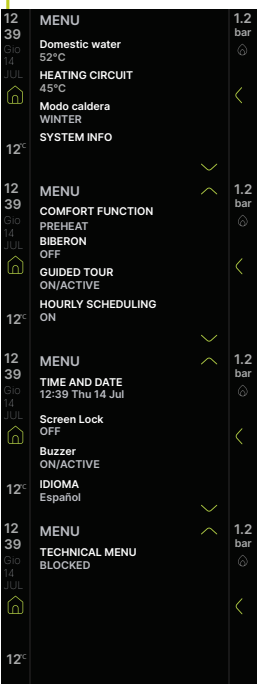 12
39
Gio
14
JUL
12°C
MENU
Domestic water
52°C
HEATING CIRCUIT
45°C
Modo caldera
WINTER
SYSTEM INFO
1.2
bar
12
39
Gio
14
JUL
12°C
MENU
COMFORT FUNCTION
PREHEAT
BIBERON
OFF
GUIDED TOUR
ON/ACTIVE
HOURLY SCHEDULING
ON
1.2
bar
12
39
Gio
14
JUL
12°C
MENU
TIME AND DATE
12:39 Thu 14 Jul
Screen Lock
OFF
Buzzer
ON/ACTIVE
IDIOMA
Español
1.2
bar
12
39
Gio
14
JUL
12°C
MENU
TECHNICAL MENU
BLOCKED
1.2
bar